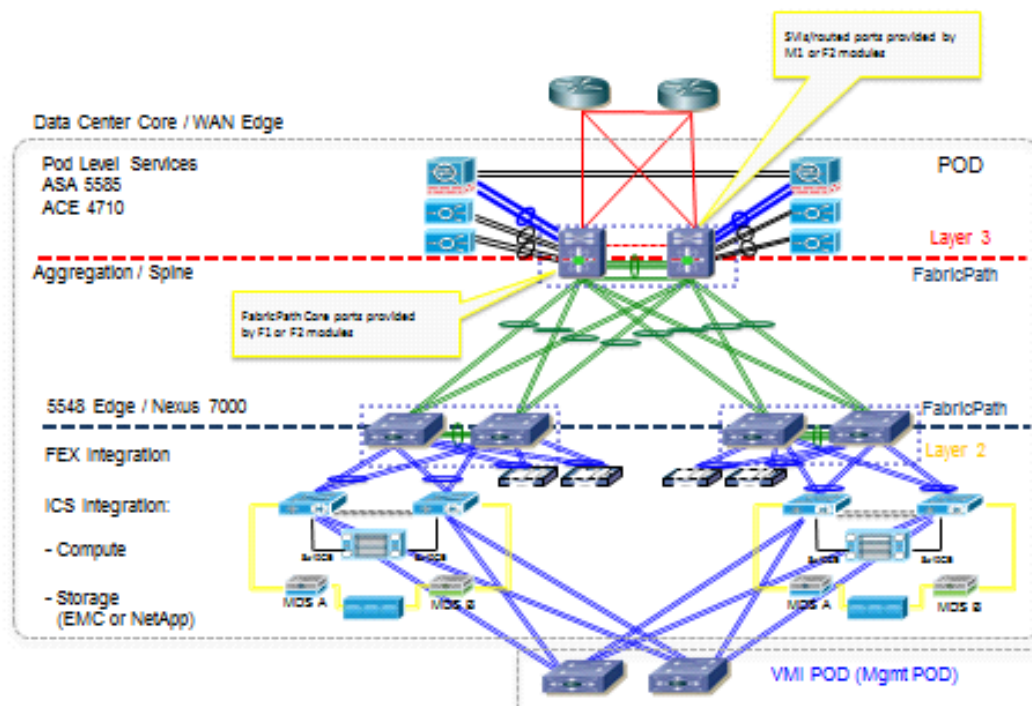 SVIs/routed ports provided by
M1 or F2 modules
Data Center Core / WAN Edge
Pod Level Services
ASA 5585
ACE 4710
POD
Layer 3
Aggregation / Spine
FabricPath
FabricPath Core ports provided
by F1 or F2 modules
5548 Edge / Nexus 7000
FabricPath
FEX Integration
Layer 2
ICS Integration:
- Compute
- Storage
(EMC or NetApp)
MDS A
MDS B
MDS A
MDS B
VMI POD (Mgmt POD)